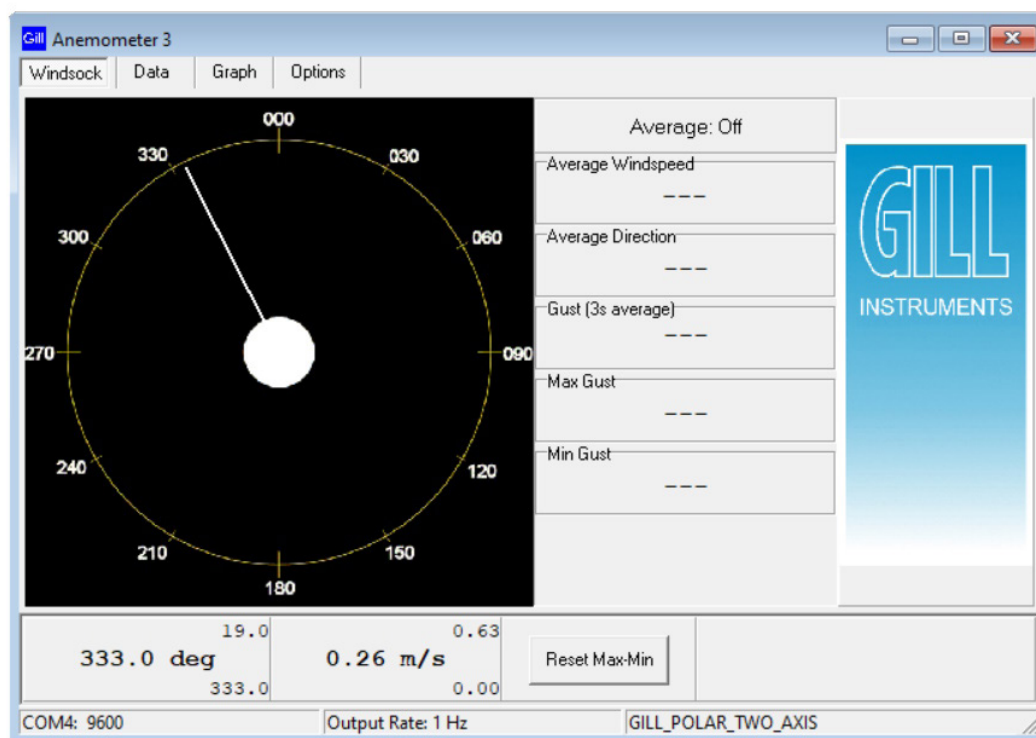 Gill Anemometer 3
Windsock Data Graph Options
000
330
030
300
060
270
090
240
120
210
150
180
Average: Off
Average Windspeed
---
Average Direction
---
Gust (3s average)
---
Max Gust
---
Min Gust
---
GILL
INSTRUMENTS
19.0
333.0 deg
333.0
0.63
0.26 m/s
0.00
Reset Max-Min
COM4: 9600
Output Rate: 1 Hz
GILL_POLAR_TWO_AXIS